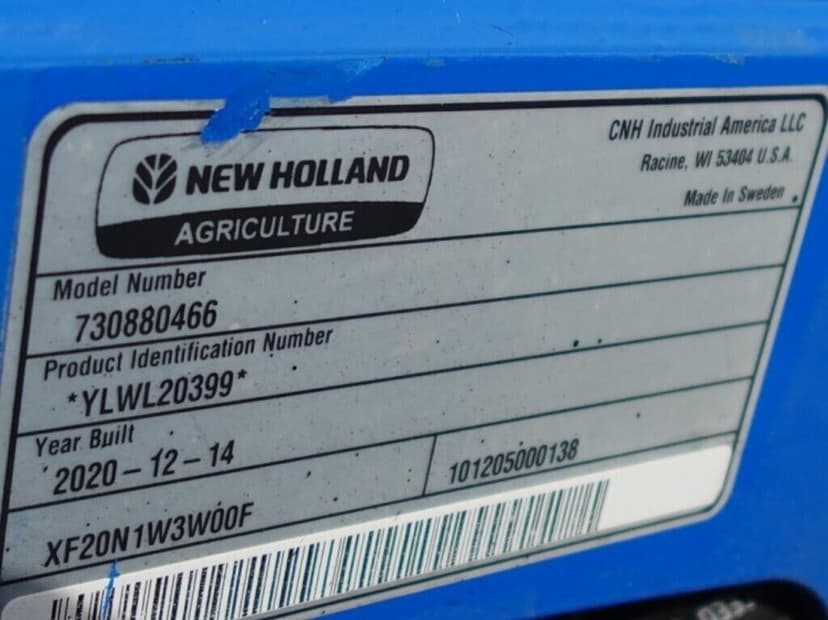 NEW HOLLAND
AGRICULTURE
CNH Industrial America LLC
Racine, WI 53404 U.S.A.
Made In Sweden
Model Number
730880466
Product Identification Number
*YLWL20399*
Year Built
2020-12-14
101205000138
XF20N1W3W00F